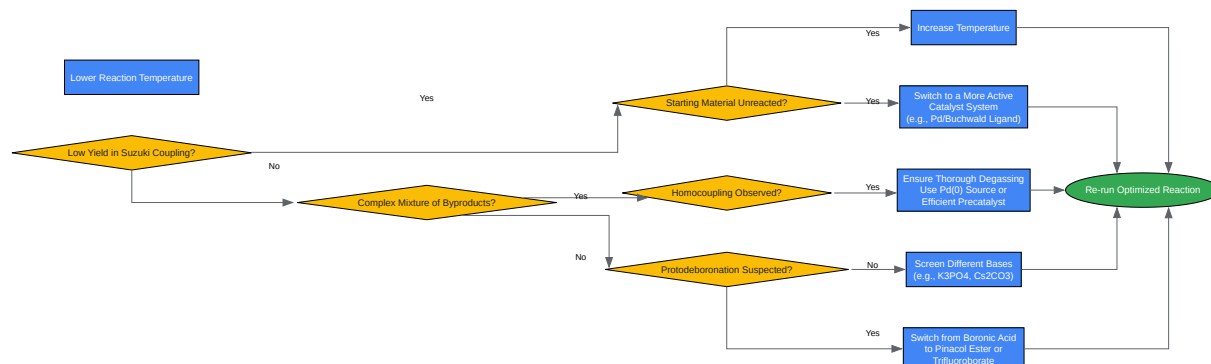 Increase Temperature
Yes
Lower Reaction Temperature
Yes
Starting Material Unreacted?
Yes
Switch to a More Active
Catalyst System
(e.g., Pd/Buchwald Ligand)
Low Yield in Suzuki Coupling?
No
Complex Mixture of Byproducts?
Yes
Homocoupling Observed?
Yes
Ensure Thorough Degassing
Use Pd(0) Source or
Efficient Precatalyst
Re-run Optimized Reaction
No
Protodeboronation Suspected?
No
Screen Different Bases
(e.g., K3PO4, Cs2CO3)
Yes
Switch from Boronic Acid
to Pinacol Ester or
Trifluoroborate